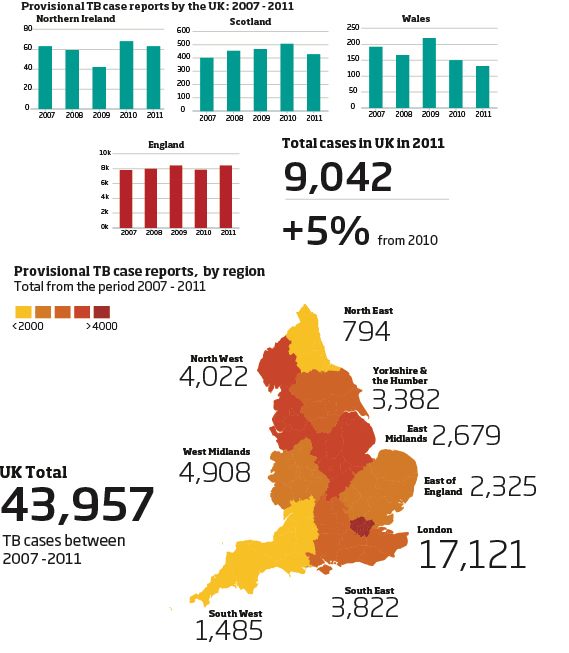 Provisional TB case reports by the UK: 2007 - 2011
Northern Ireland
80
60
40
20
0
2007 2008 2009 2010 2011
Scotland
600
500
400
300
200
100
0
2007 2008 2009 2010 2011
Wales
250
200
150
100
50
0
2007 2008 2009 2010 2011
England
10k
8k
6k
4k
2k
0k
2007 2008 2009 2010 2011
Total cases in UK in 2011
9,042
+5% from 2010
Provisional TB case reports, by region
Total from the period 2007 - 2011
<2000 >4000
North East
794
North West
4,022
Yorkshire &
the Humber
3,382
East
Midlands 2,679
West Midlands
4,908
East of
England 2,325
UK Total
43,957
TB cases between
2007 -2011
London
17,121
South East
3,822
South West
1,485